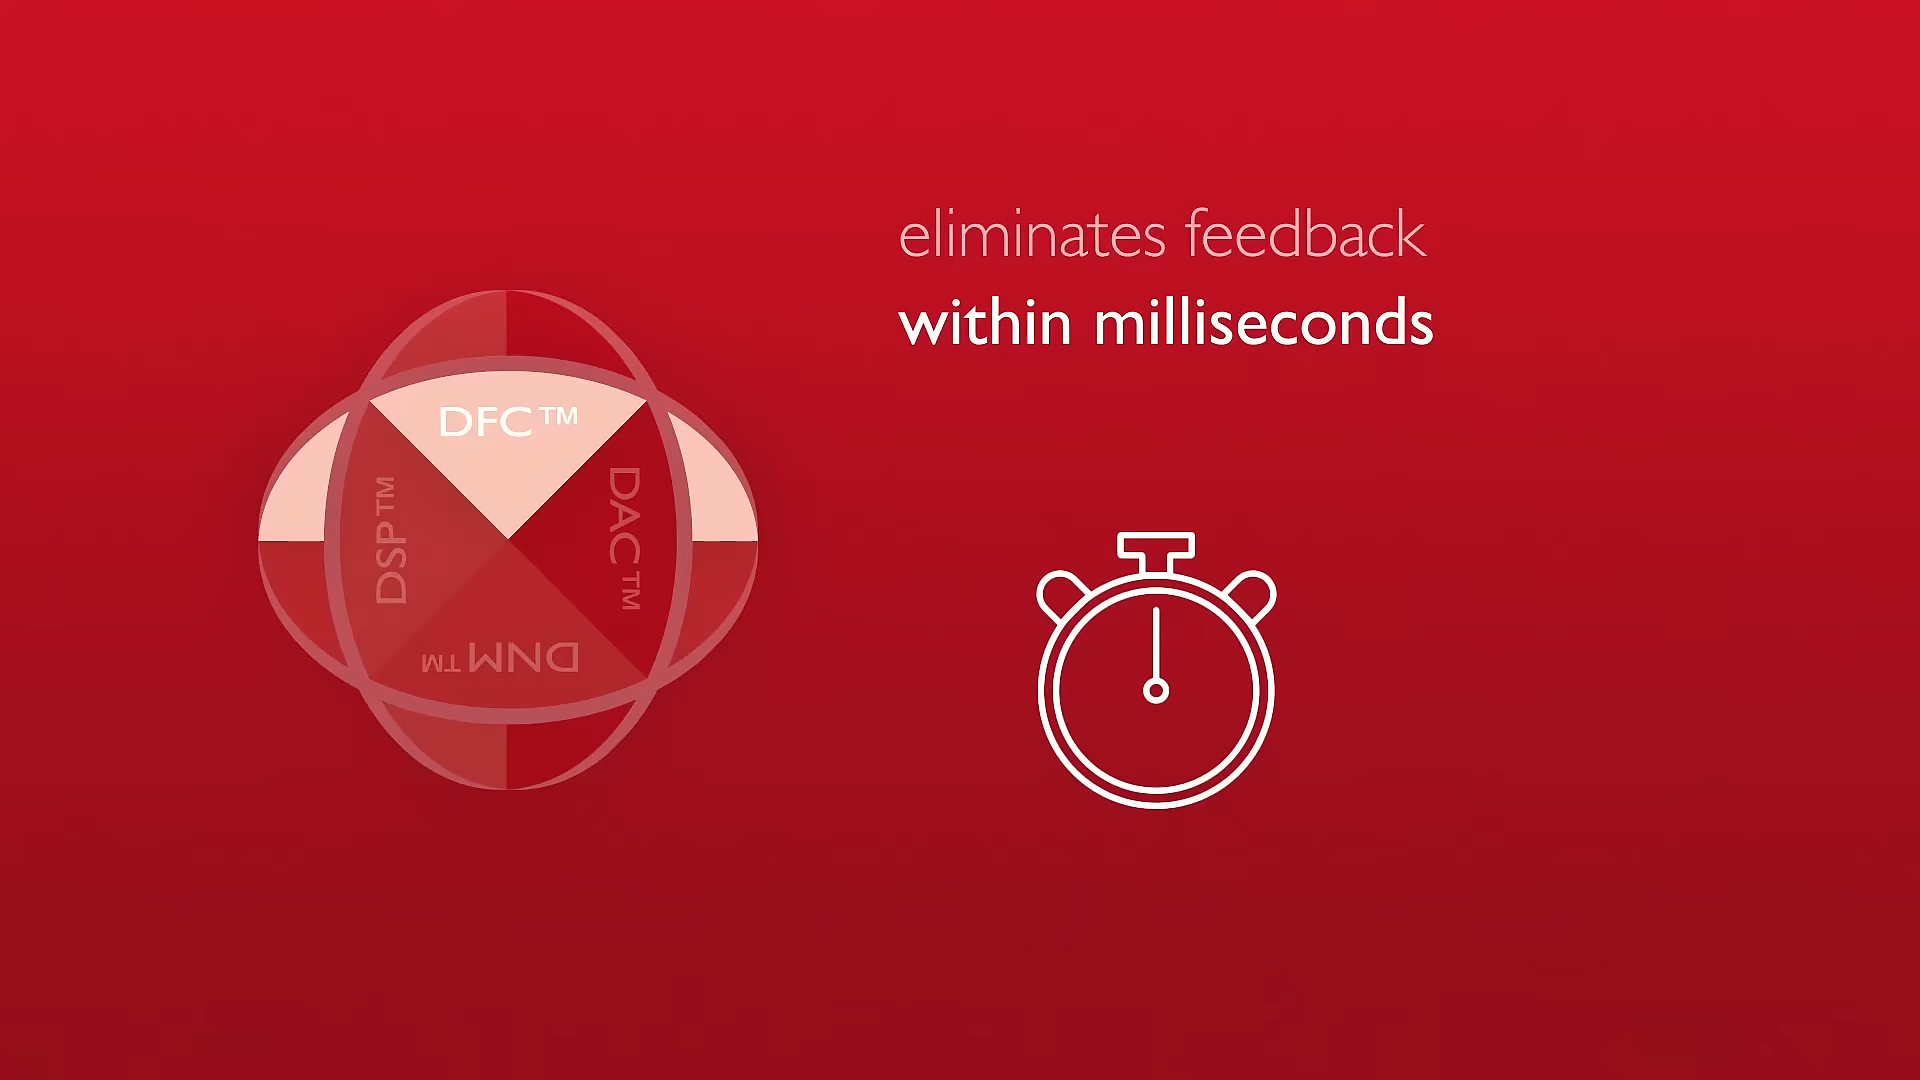 eliminates feedback
within milliseconds
DFC™
DAC™
DNM™
DSP™